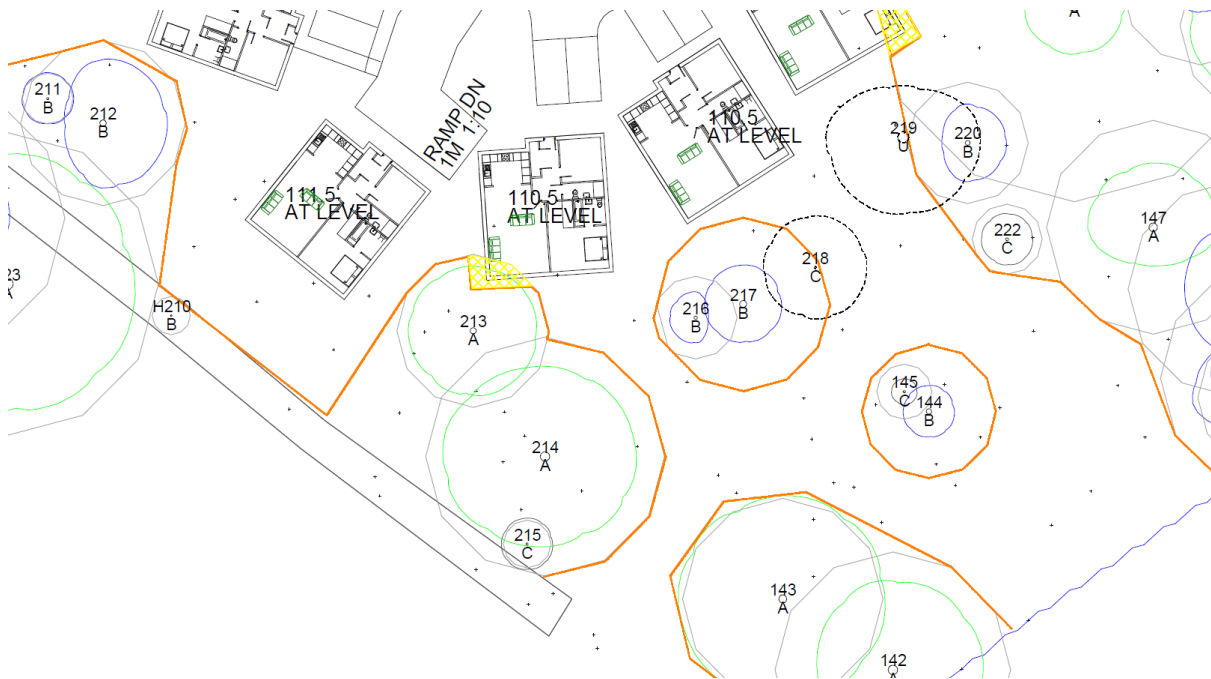 A
211
B
212
B
RAMP DN
1M 1:10
110.5
AT LEVEL
219
U
220
B
111.5
AT LEVEL
110.5
AT LEVEL
147
A
222
C
218
C
23
A
H210
B
213
A
216
B
217
B
145
C
144
B
214
A
215
C
143
A
142
A